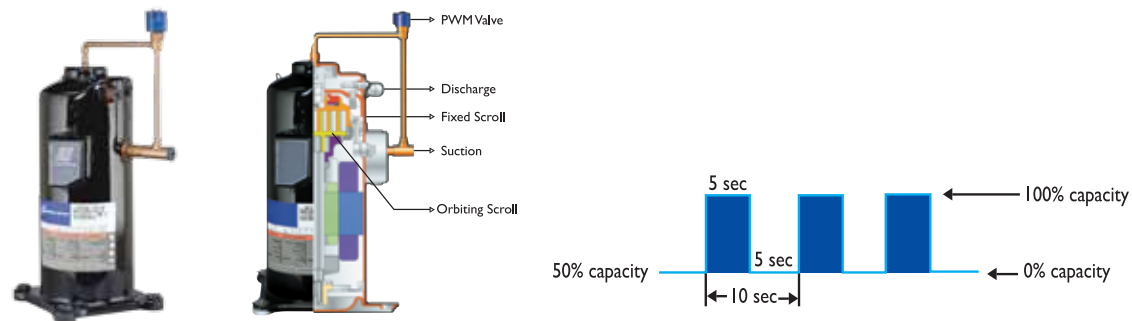 PWM Valve
Discharge
Fixed Scroll
Suction
Orbiting Scroll
5 sec
100% capacity
5 sec
50% capacity
0% capacity
10 sec